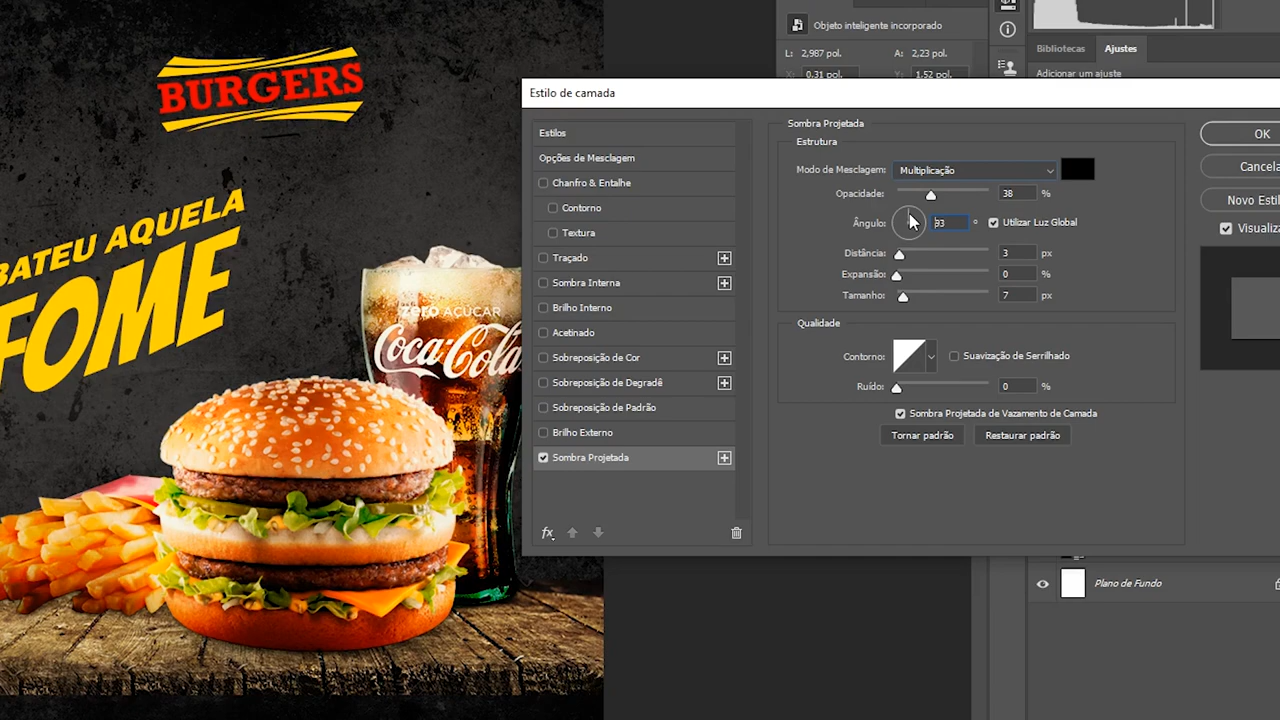 BURGERS
BATEU AQUELA
FOME
ZERO AÇÚCAR
Coca-Cola
Objeto inteligente incorporado
L: 2,987 pol. A: 2,23 pol.
X: 0,31 pol. Y: 1,52 pol.
Bibliotecas Ajustes
Adicionar um ajuste
Estilo de camada
Estilos
Opções de Mesclagem
Chanfro & Entalhe
Contorno
Textura
Traçado
Sombra Interna
Brilho Interno
Acetinado
Sobreposição de Cor
Sobreposição de Degradê
Sobreposição de Padrão
Brilho Externo
Sombra Projetada
fx
Sombra Projetada
Estrutura
Modo de Mesclagem: Multiplicação
Opacidade: 38 %
Ângulo: 93 ° Utilizar Luz Global
Distância: 3 px
Expansão: 0 %
Tamanho: 7 px
Qualidade
Contorno: Suavização de Serrilhado
Ruído: 0 %
Sombra Projetada de Vazamento de Camada
Tornar padrão Restaurar padrão
OK
Cancela
Novo Estil
Visualiza
Plano de Fundo